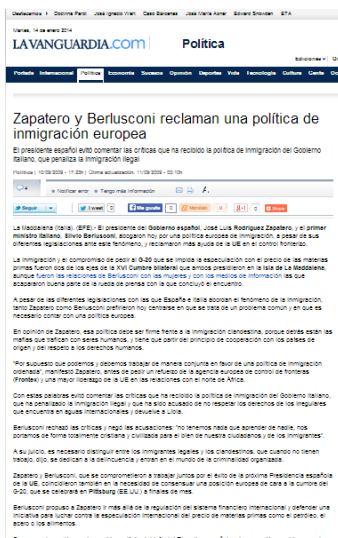 Destacamos > Doctrina Parot José Ignacio Wert Caso Bárcenas José María Aznar Edward Snowden ETA
Martes, 14 de enero 2014
LAVANGUARDIA.COM Política
Ediciones
Portada Internacional Política Economía Sucesos Opinión Deportes Vida Tecnología Cultura Gente Oc
Zapatero y Berlusconi reclaman una política de
inmigración europea
El presidente español evitó comentar las críticas que ha recibido la política de inmigración del Gobierno
italiano, que penaliza la inmigración ilegal
Política | 10/09/2009 - 17:22h | Última actualización: 11/09/2009 - 00:10h
Notificar error Tengo más información
Seguir Tweet 0 Me gusta 0 Menéalo 0 +1 0 Share
La Maddalena (Italia). (EFE).- El presidente del Gobierno español, José Luis Rodríguez Zapatero, y el primer
ministro italiano, Silvio Berlusconi, abogaron hoy por una política europea de inmigración, a pesar de sus
diferentes legislaciones ante este fenómeno, y reclamaron más ayuda de la UE en el control fronterizo.
La inmigración y el compromiso de pedir al G-20 que se impida la especulación con el precio de las materias
primas fueron dos de los ejes de la XVI Cumbre bilateral que ambos presidieron en la isla de La Maddalena,
aunque fueron las relaciones de Berlusconi con las mujeres y con los medios de información las que
acapararon buena parte de la rueda de prensa con la que concluyó el encuentro.
A pesar de las diferentes legislaciones con las que España e Italia abordan el fenómeno de la inmigración,
tanto Zapatero como Berlusconi prefirieron hoy centrarse en que se trata de un problema común y en que es
necesario contar con una política europea.
En opinión de Zapatero, esa política debe ser firme frente a la inmigración clandestina, porque detrás están las
mafias que trafican con seres humanos, y tiene que partir del principio de cooperación con los países de
origen y del respeto a los derechos humanos.
"Por supuesto que podemos y debemos trabajar de manera conjunta en favor de una política de inmigración
ordenada", manifestó Zapatero, antes de pedir un refuerzo de la agencia europea de control de fronteras
(Frontex) y una mayor liderazgo de la UE en las relaciones con el norte de África.
Con estas palabras evitó comentar las críticas que ha recibido la política de inmigración del Gobierno italiano,
que ha penalizado la inmigración ilegal y que ha sido acusado de no respetar los derechos de los irregulares
que encuentra en aguas internacionales y devuelve a Libia.
Berlusconi rechazó las críticas y negó las acusaciones: "no tenemos nada que aprender de nadie, nos
portamos de forma totalmente cristiana y civilizada para el bien de nuestra ciudadanos y de los inmigrantes".
A su juicio, es necesario distinguir entre los inmigrantes legales y los clandestinos, que cuando no tienen
trabajo, dijo, se dedican a la delincuencia y entran en el mundo de la criminalidad organizada.
Zapatero y Berlusconi, que se comprometieron a trabajar juntos por el éxito de la próxima Presidencia española
de la UE, coincidieron también en la necesidad de consensuar una posición europea de cara a la cumbre del
G-20, que se celebrará en Pittsburg (EE.UU.) a finales de mes.
Berlusconi propuso a Zapatero ir más allá de la regulación del sistema financiero internacional y defender una
iniciativa para luchar contra la especulación internacional del precio de materias primas como el petróleo, el
acero o los alimentos.